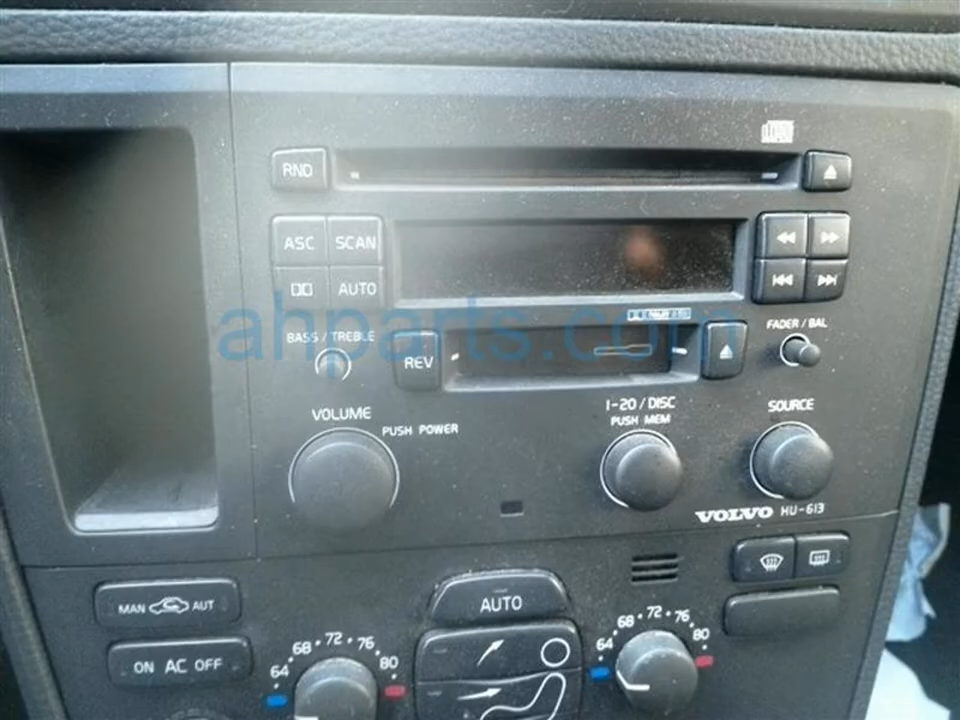 RND
ASC SCAN
AUTO
ahparts.com
BASS / TREBLE
REV
FADER / BAL
VOLUME
PUSH POWER
1-20 / DISC
PUSH MEM
SOURCE
VOLVO HU-613
MAN AUT
AUTO
ON AC OFF
64 68 72 76 80
64 68 72 76 80